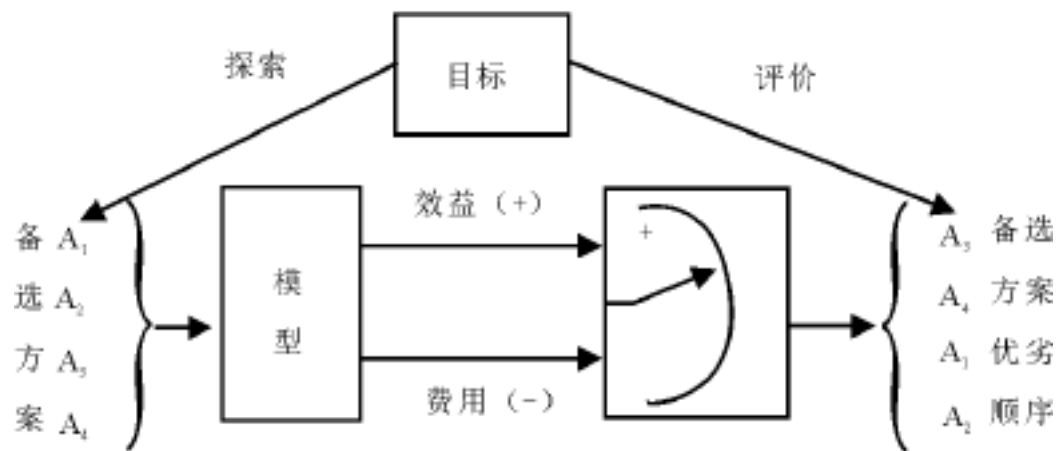 目标
探索
评价
效益（+）
费用（-）
模
型
+
备 A₁
选 A₂
方 A₃
案 A₄
A₃ 备选
A₄ 方案
A₁ 优劣
A₂ 顺序